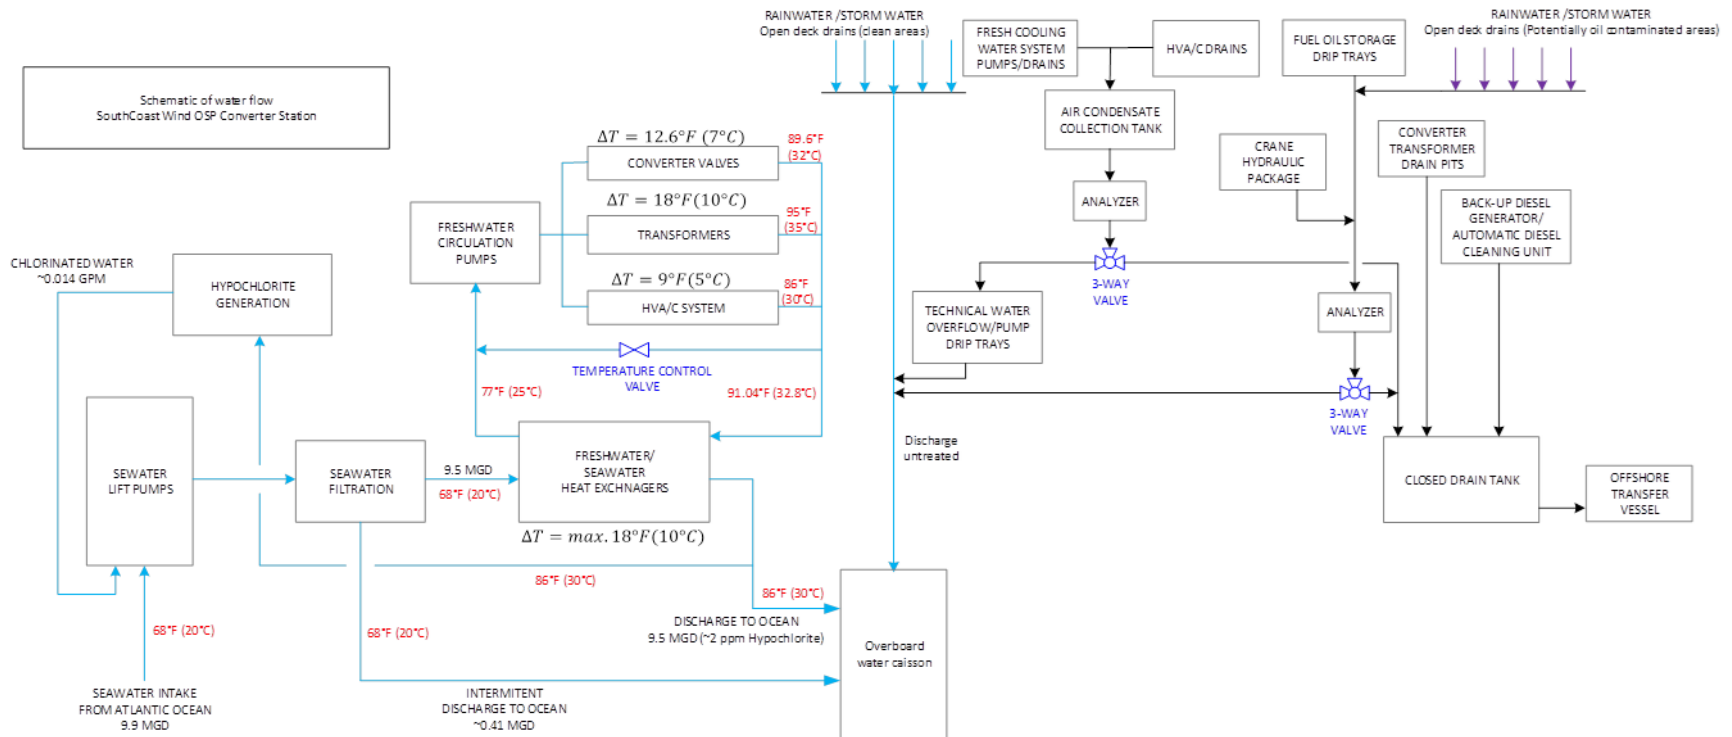 Schematic of water flow
SouthCoast Wind OSP Converter Station
RAINWATER /STORM WATER
Open deck drains (clean areas)
FRESH COOLING
WATER SYSTEM
PUMPS/DRAINS
HVA/C DRAINS
FUEL OIL STORAGE
DRIP TRAYS
RAINWATER /STORM WATER
Open deck drains (Potentially oil contaminated areas)
AIR CONDENSATE
COLLECTION TANK
ANALYZER
3-WAY
VALVE
CRANE
HYDRAULIC
PACKAGE
CONVERTER
TRANSFORMER
DRAIN PITS
BACK-UP DIESEL
GENERATOR/
AUTOMATIC DIESEL
CLEANING UNIT
TECHNICAL WATER
OVERFLOW/PUMP
DRIP TRAYS
ANALYZER
3-WAY
VALVE
CLOSED DRAIN TANK
OFFSHORE
TRANSFER
VESSEL
Discharge
untreated
ΔT = 12.6°F (7°C)
CONVERTER VALVES
89.6°F
(32°C)
ΔT = 18°F(10°C)
TRANSFORMERS
95°F
(35°C)
ΔT = 9°F(5°C)
HVA/C SYSTEM
86°F
(30°C)
FRESHWATER
CIRCULATION
PUMPS
TEMPERATURE CONTROL
VALVE
77°F (25°C)
91.04°F (32.8°C)
CHLORINATED WATER
~0.014 GPM
HYPOCHLORITE
GENERATION
SEWATER
LIFT PUMPS
SEAWATER
FILTRATION
9.5 MGD
68°F (20°C)
FRESHWATER/
SEAWATER
HEAT EXCHNAGERS
ΔT = max. 18°F(10°C)
86°F (30°C)
86°F (30°C)
68°F (20°C)
68°F (20°C)
DISCHARGE TO OCEAN
9.5 MGD (~2 ppm Hypochlorite)
Overboard
water caisson
SEAWATER INTAKE
FROM ATLANTIC OCEAN
9.9 MGD
INTERMITENT
DISCHARGE TO OCEAN
~0.41 MGD